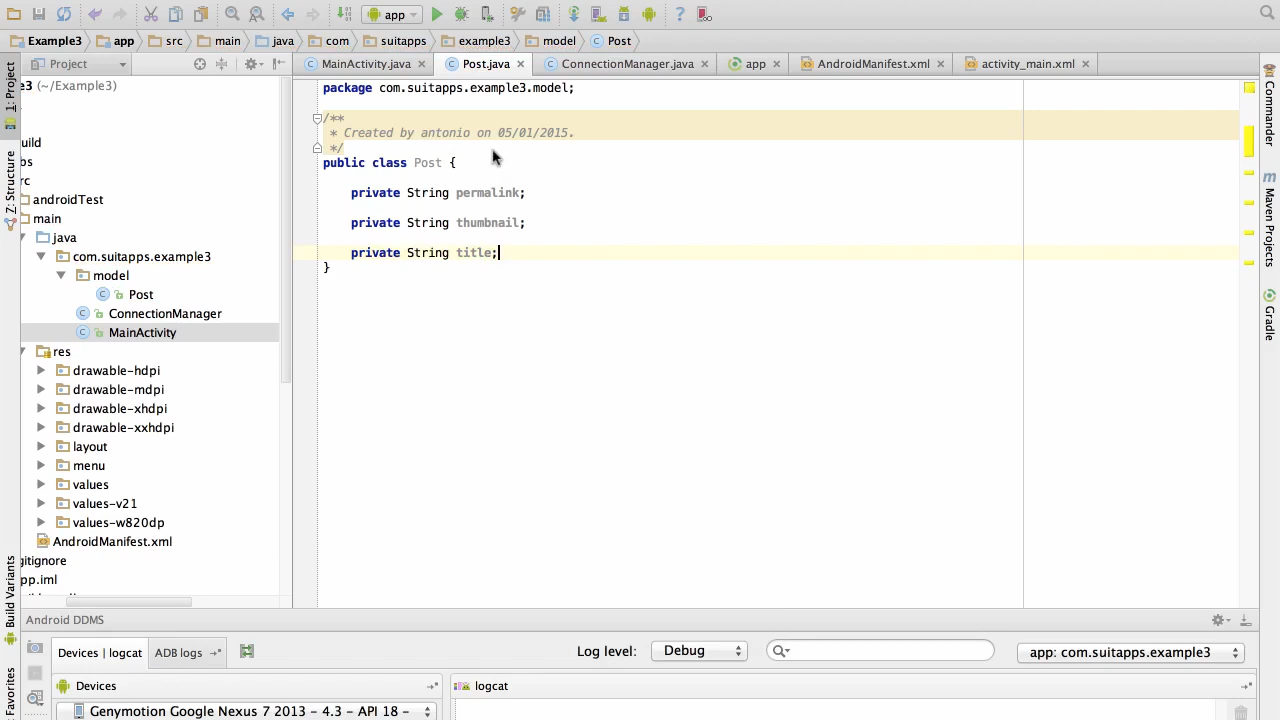 app
Example3
app
src
main
java
com
suitapps
example3
model
Post
Project
MainActivity.java
Post.java
ConnectionManager.java
app
AndroidManifest.xml
activity_main.xml
1: Project
Z: Structure
Build Variants
Favorites
e3 (~/Example3)
uild
bs
rc
androidTest
main
java
com.suitapps.example3
model
Post
ConnectionManager
MainActivity
res
drawable-hdpi
drawable-mdpi
drawable-xhdpi
drawable-xxhdpi
layout
menu
values
values-v21
values-w820dp
AndroidManifest.xml
gitignore
pp.iml
package com.suitapps.example3.model;
/**
* Created by antonio on 05/01/2015.
*/
public class Post {
private String permalink;
private String thumbnail;
private String title;
}
Commander
Maven Projects
Gradle
Android DDMS
Devices | logcat
ADB logs
Log level:
Debug
app: com.suitapps.example3
Devices
logcat
Genymotion Google Nexus 7 2013 - 4.3 - API 18 -